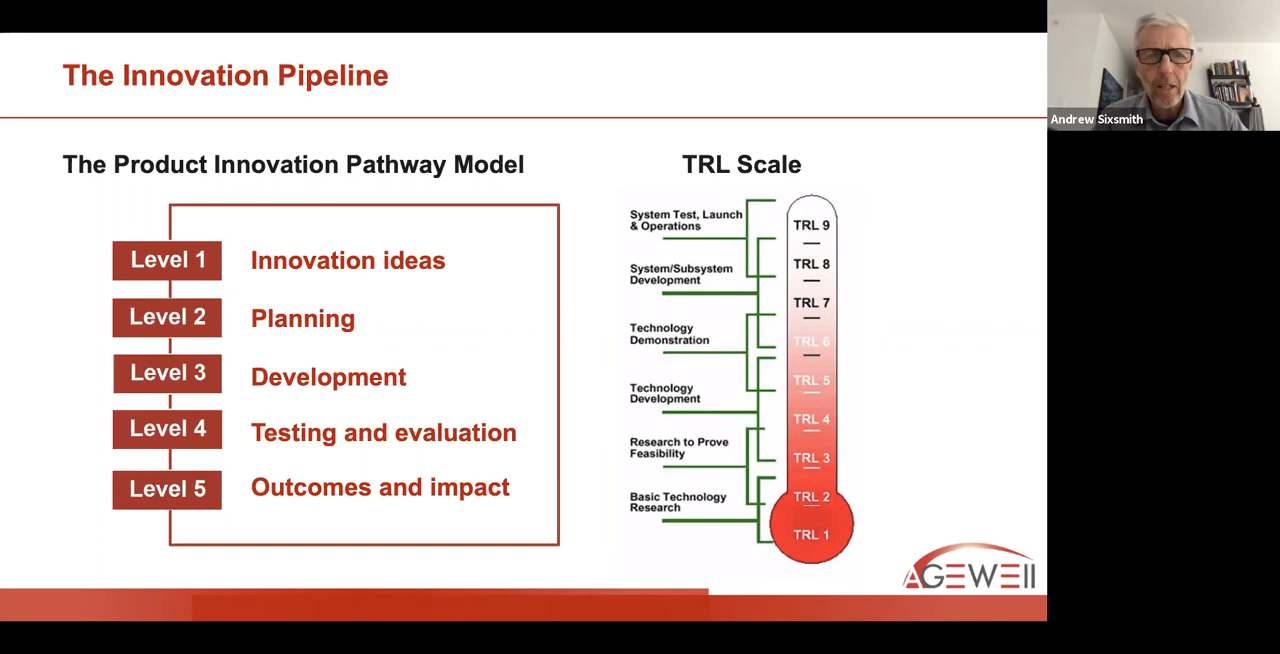 The Innovation Pipeline
Andrew Sixsmith
The Product Innovation Pathway Model
Level 1 Innovation ideas
Level 2 Planning
Level 3 Development
Level 4 Testing and evaluation
Level 5 Outcomes and impact
TRL Scale
System Test, Launch
& Operations
System/Subsystem
Development
Technology
Demonstration
Technology
Development
Research to Prove
Feasibility
Basic Technology
Research
TRL 9
TRL 8
TRL 7
TRL 6
TRL 5
TRL 4
TRL 3
TRL 2
TRL 1
AGEWEll